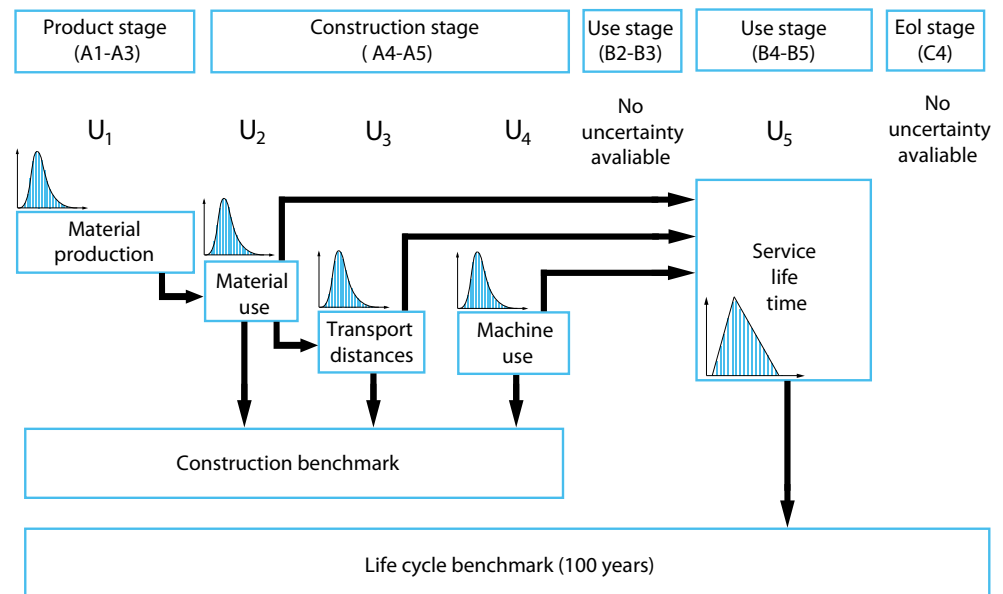 Product stage
(A1-A3)
Construction stage
( A4-A5)
Use stage
(B2-B3)
Use stage
(B4-B5)
Eol stage
(C4)
U1
U2
U3
U4
No
uncertainty
avaliable
U5
No
uncertainty
avaliable
Material
production
Material
use
Transport
distances
Machine
use
Service
life
time
Construction benchmark
Life cycle benchmark (100 years)